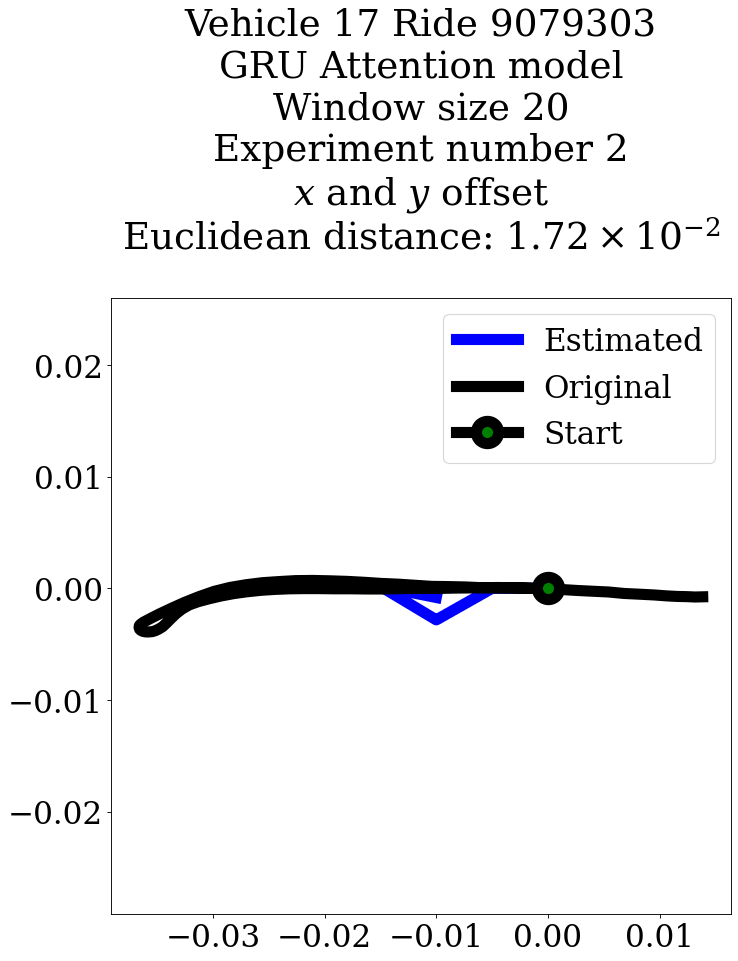 Vehicle 17 Ride 9079303
GRU Attention model
Window size 20
Experiment number 2
x and y offset
Euclidean distance: 1.72 × 10⁻²
Estimated
Original
Start
0.02
0.01
0.00
−0.01
−0.02
−0.03 −0.02 −0.01 0.00 0.01